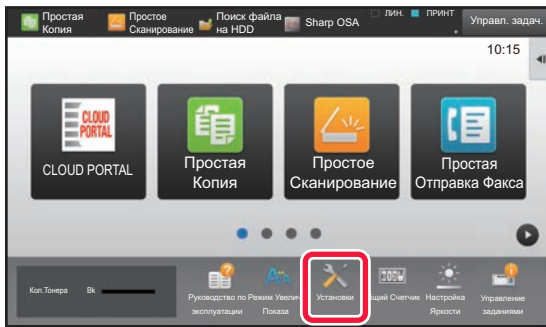 Простая
Копия
Простое
Сканирование
Поиск файла
на HDD
Sharp OSA
ЛИН.
ПРИНТ
Управл. задач.
10:15
CLOUD
PORTAL
CLOUD PORTAL
Простая
Копия
Простое
Сканирование
Простая
Отправка Факса
Кол.Тонера Bk
Руководство по
эксплуатации
Режим Увелич
Показа
Установки
бщий Счетчик
Настройка
Яркости
Управление
заданиями